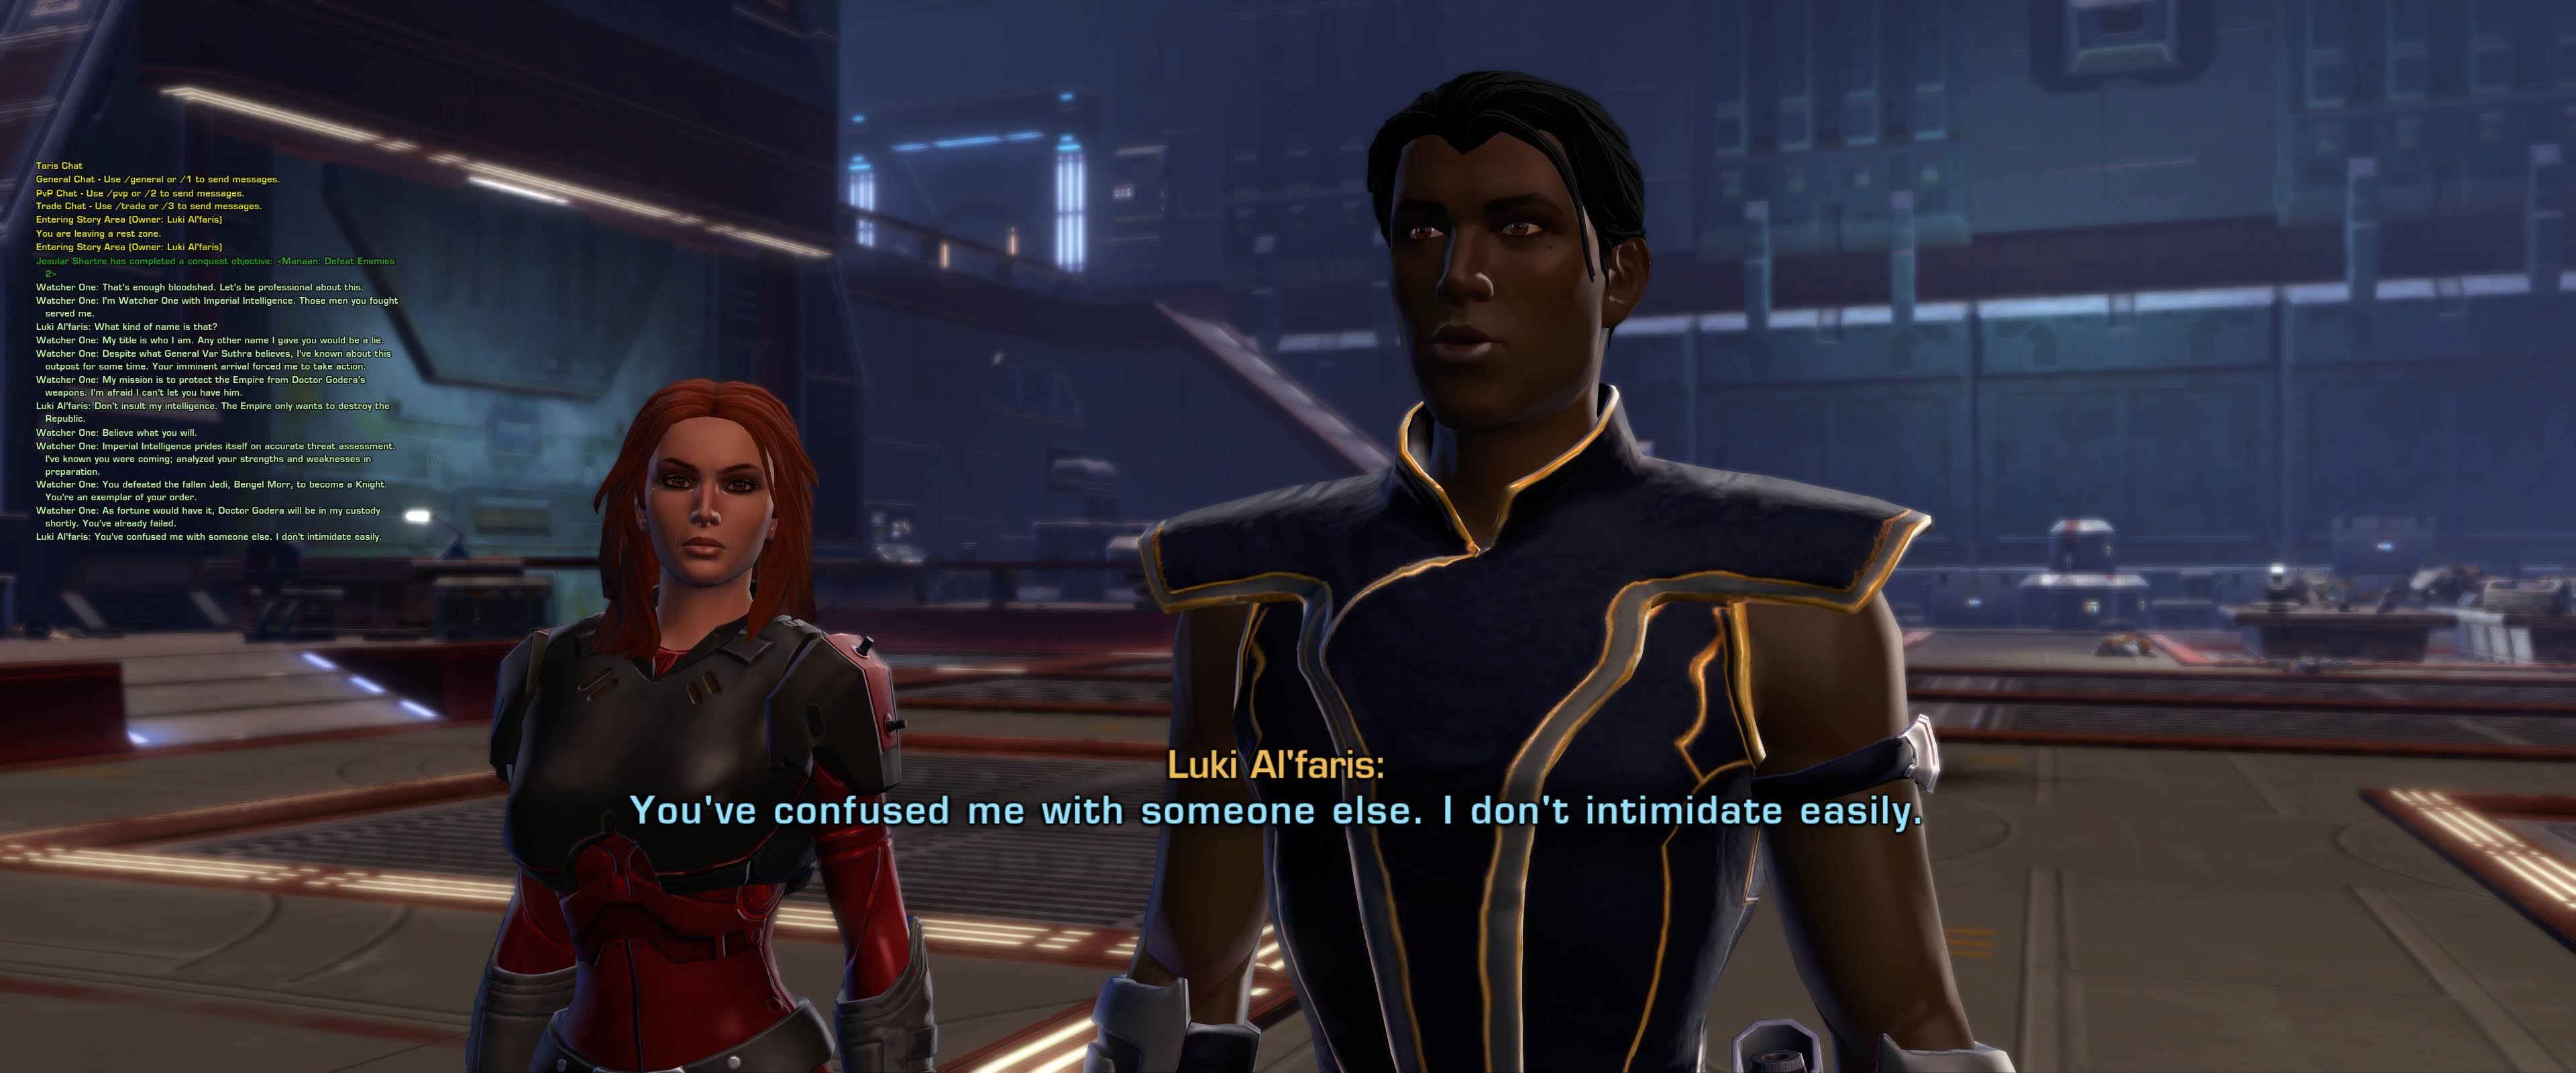 Taris Chat
General Chat - Use /general or /1 to send messages.
PvP Chat - Use /pvp or /2 to send messages.
Trade Chat - Use /trade or /3 to send messages.
Entering Story Area (Owner: Luki Al'faris)
You are leaving a rest zone.
Entering Story Area (Owner: Luki Al'faris)
Jesular Shartre has completed a conquest objective: <Manaan: Defeat Enemies
2>
Watcher One: That's enough bloodshed. Let's be professional about this.
Watcher One: I'm Watcher One with Imperial Intelligence. Those men you fought
served me.
Luki Al'faris: What kind of name is that?
Watcher One: My title is who I am. Any other name I gave you would be a lie.
Watcher One: Despite what General Var Suthra believes, I've known about this
outpost for some time. Your imminent arrival forced me to take action.
Watcher One: My mission is to protect the Empire from Doctor Godera's
weapons. I'm afraid I can't let you have him.
Luki Al'faris: Don't insult my intelligence. The Empire only wants to destroy the
Republic.
Watcher One: Believe what you will.
Watcher One: Imperial Intelligence prides itself on accurate threat assessment.
I've known you were coming; analyzed your strengths and weaknesses in
preparation.
Watcher One: You defeated the fallen Jedi, Bengel Morr, to become a Knight.
You're an exemplar of your order.
Watcher One: As fortune would have it, Doctor Godera will be in my custody
shortly. You've already failed.
Luki Al'faris: You've confused me with someone else. I don't intimidate easily.
Luki Al'faris:
You've confused me with someone else. I don't intimidate easily.